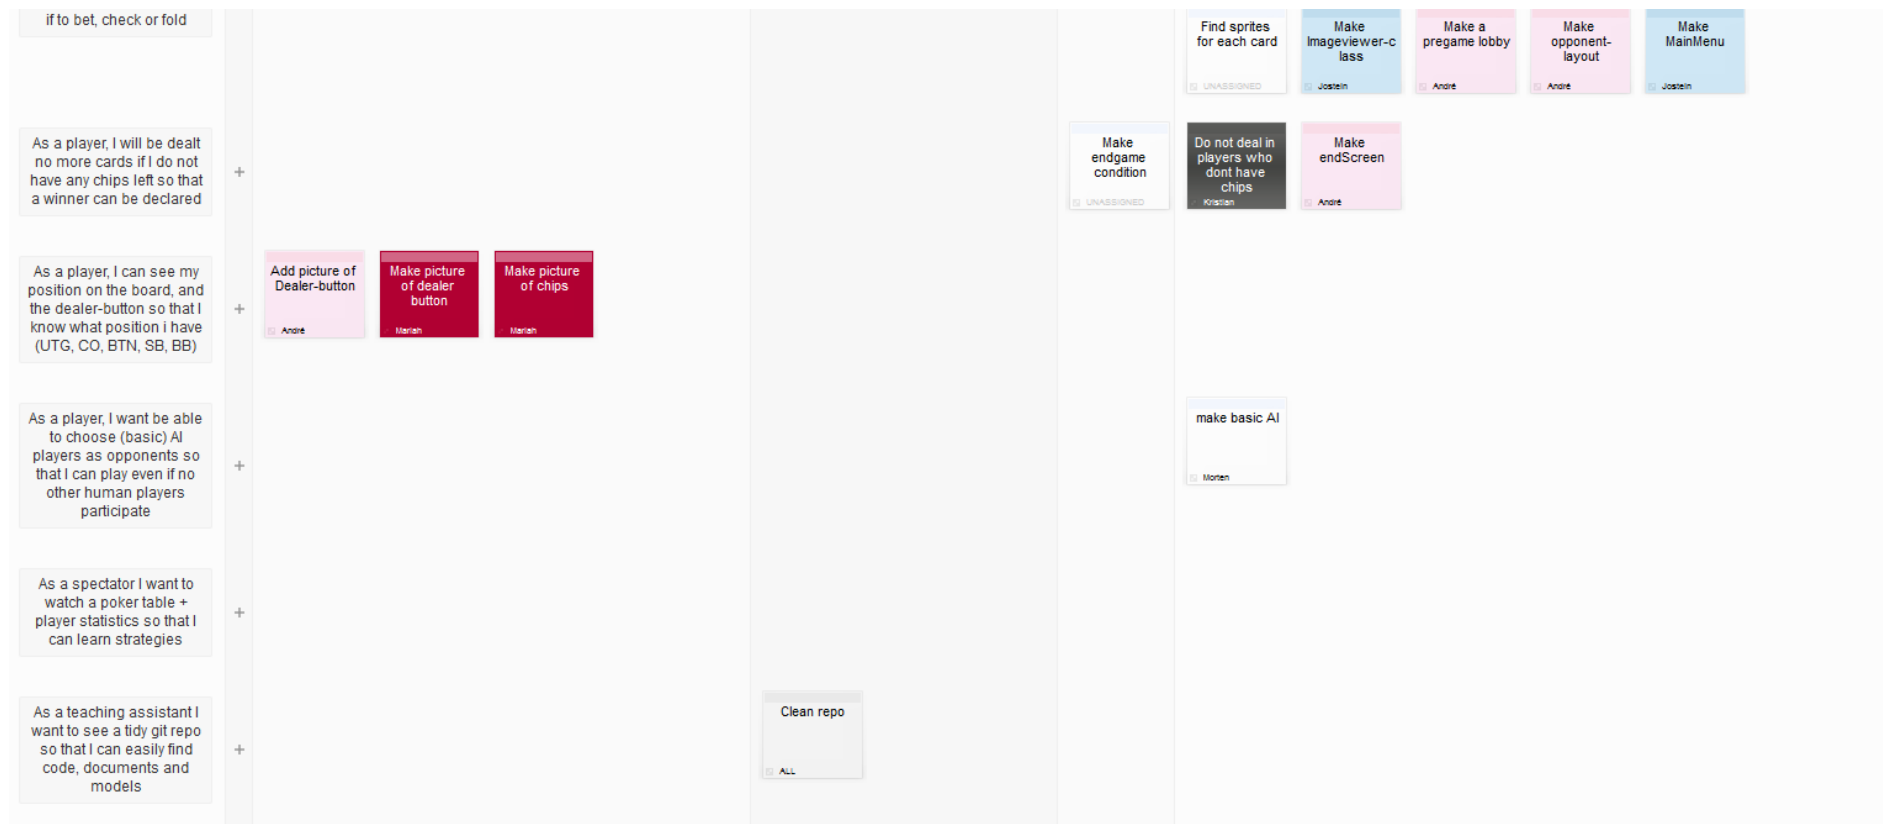 if to bet, check or fold
Find sprites
for each card
UNASSIGNED
Make
Imageviewer-c
lass
Jostein
Make a
pregame lobby
André
Make
opponent-
layout
André
Make
MainMenu
Jostein
As a player, I will be dealt
no more cards if I do not
have any chips left so that
a winner can be declared
+
Make
endgame
condition
UNASSIGNED
Do not deal in
players who
dont have
chips
Kristian
Make
endScreen
André
As a player, I can see my
position on the board, and
the dealer-button so that I
know what position i have
(UTG, CO, BTN, SB, BB)
+
Add picture of
Dealer-button
André
Make picture
of dealer
button
Mariah
Make picture
of chips
Mariah
As a player, I want be able
to choose (basic) AI
players as opponents so
that I can play even if no
other human players
participate
+
make basic AI
Morten
As a spectator I want to
watch a poker table +
player statistics so that I
can learn strategies
+
As a teaching assistant I
want to see a tidy git repo
so that I can easily find
code, documents and
models
+
Clean repo
ALL